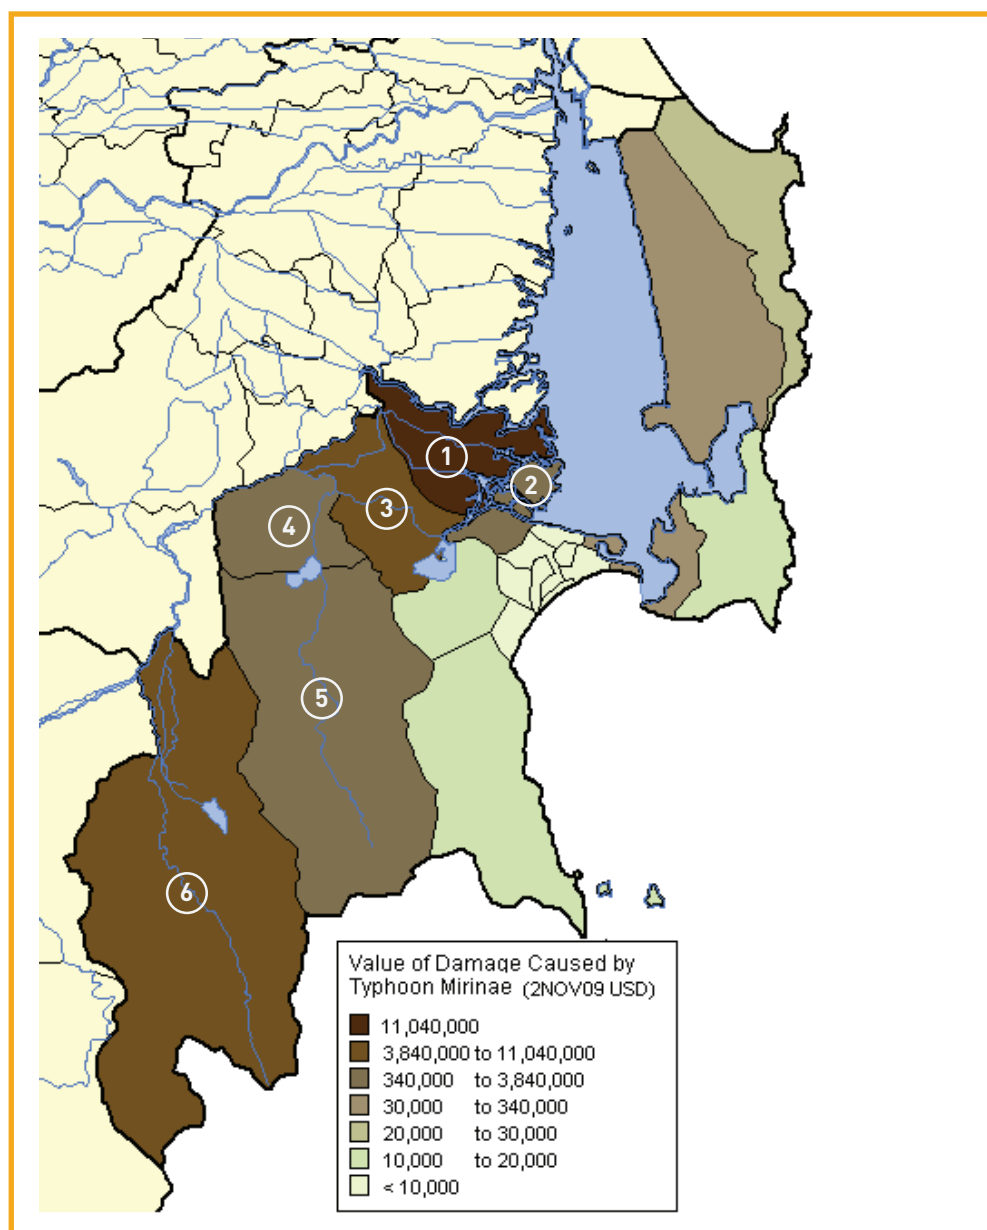 1
2
3
4
5
6
Value of Damage Caused by
Typhoon Mirinae (2NOV09 USD)
11,040,000
3,840,000 to 11,040,000
340,000 to 3,840,000
30,000 to 340,000
20,000 to 30,000
10,000 to 20,000
< 10,000